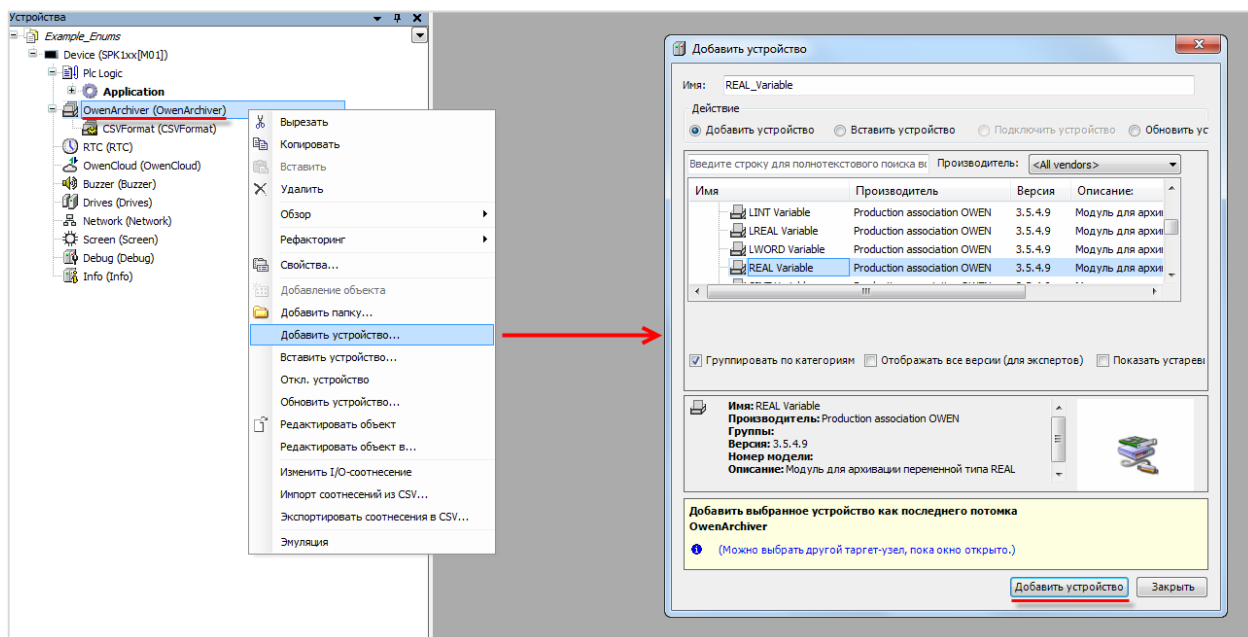 Устройства
Example_Enums
Device (SPK1xx[M01])
Plc Logic
Application
OwenArchiver (OwenArchiver)
CSVFormat (CSVFormat)
RTC (RTC)
OwenCloud (OwenCloud)
Buzzer (Buzzer)
Drives (Drives)
Network (Network)
Screen (Screen)
Debug (Debug)
Info (Info)
Вырезать
Копировать
Вставить
Удалить
Обзор
Рефакторинг
Свойства...
Добавление объекта
Добавить папку...
Добавить устройство...
Вставить устройство...
Откл. устройство
Обновить устройство...
Редактировать объект
Редактировать объект в...
Изменить I/O-соотнесение
Импорт соотнесений из CSV...
Экспортировать соотнесения в CSV...
Эмуляция
Добавить устройство
Имя: REAL_Variable
Действие
Добавить устройство Вставить устройство Подключить устройство Обновить ус
Введите строку для полнотекстового поиска во Производитель: <All vendors>
Имя Производитель Версия Описание:
LINT Variable Production association OWEN 3.5.4.9 Модуль для архи
LREAL Variable Production association OWEN 3.5.4.9 Модуль для архи
LWORD Variable Production association OWEN 3.5.4.9 Модуль для архи
REAL Variable Production association OWEN 3.5.4.9 Модуль для архи
Группировать по категориям Отображать все версии (для экспертов) Показать устареви
Имя: REAL Variable
Производитель: Production association OWEN
Группы:
Версия: 3.5.4.9
Номер модели:
Описание: Модуль для архивации переменной типа REAL
Добавить выбранное устройство как последнего потомка
OwenArchiver
(Можно выбрать другой таргет-узел, пока окно открыто.)
Добавить устройство Закрыть